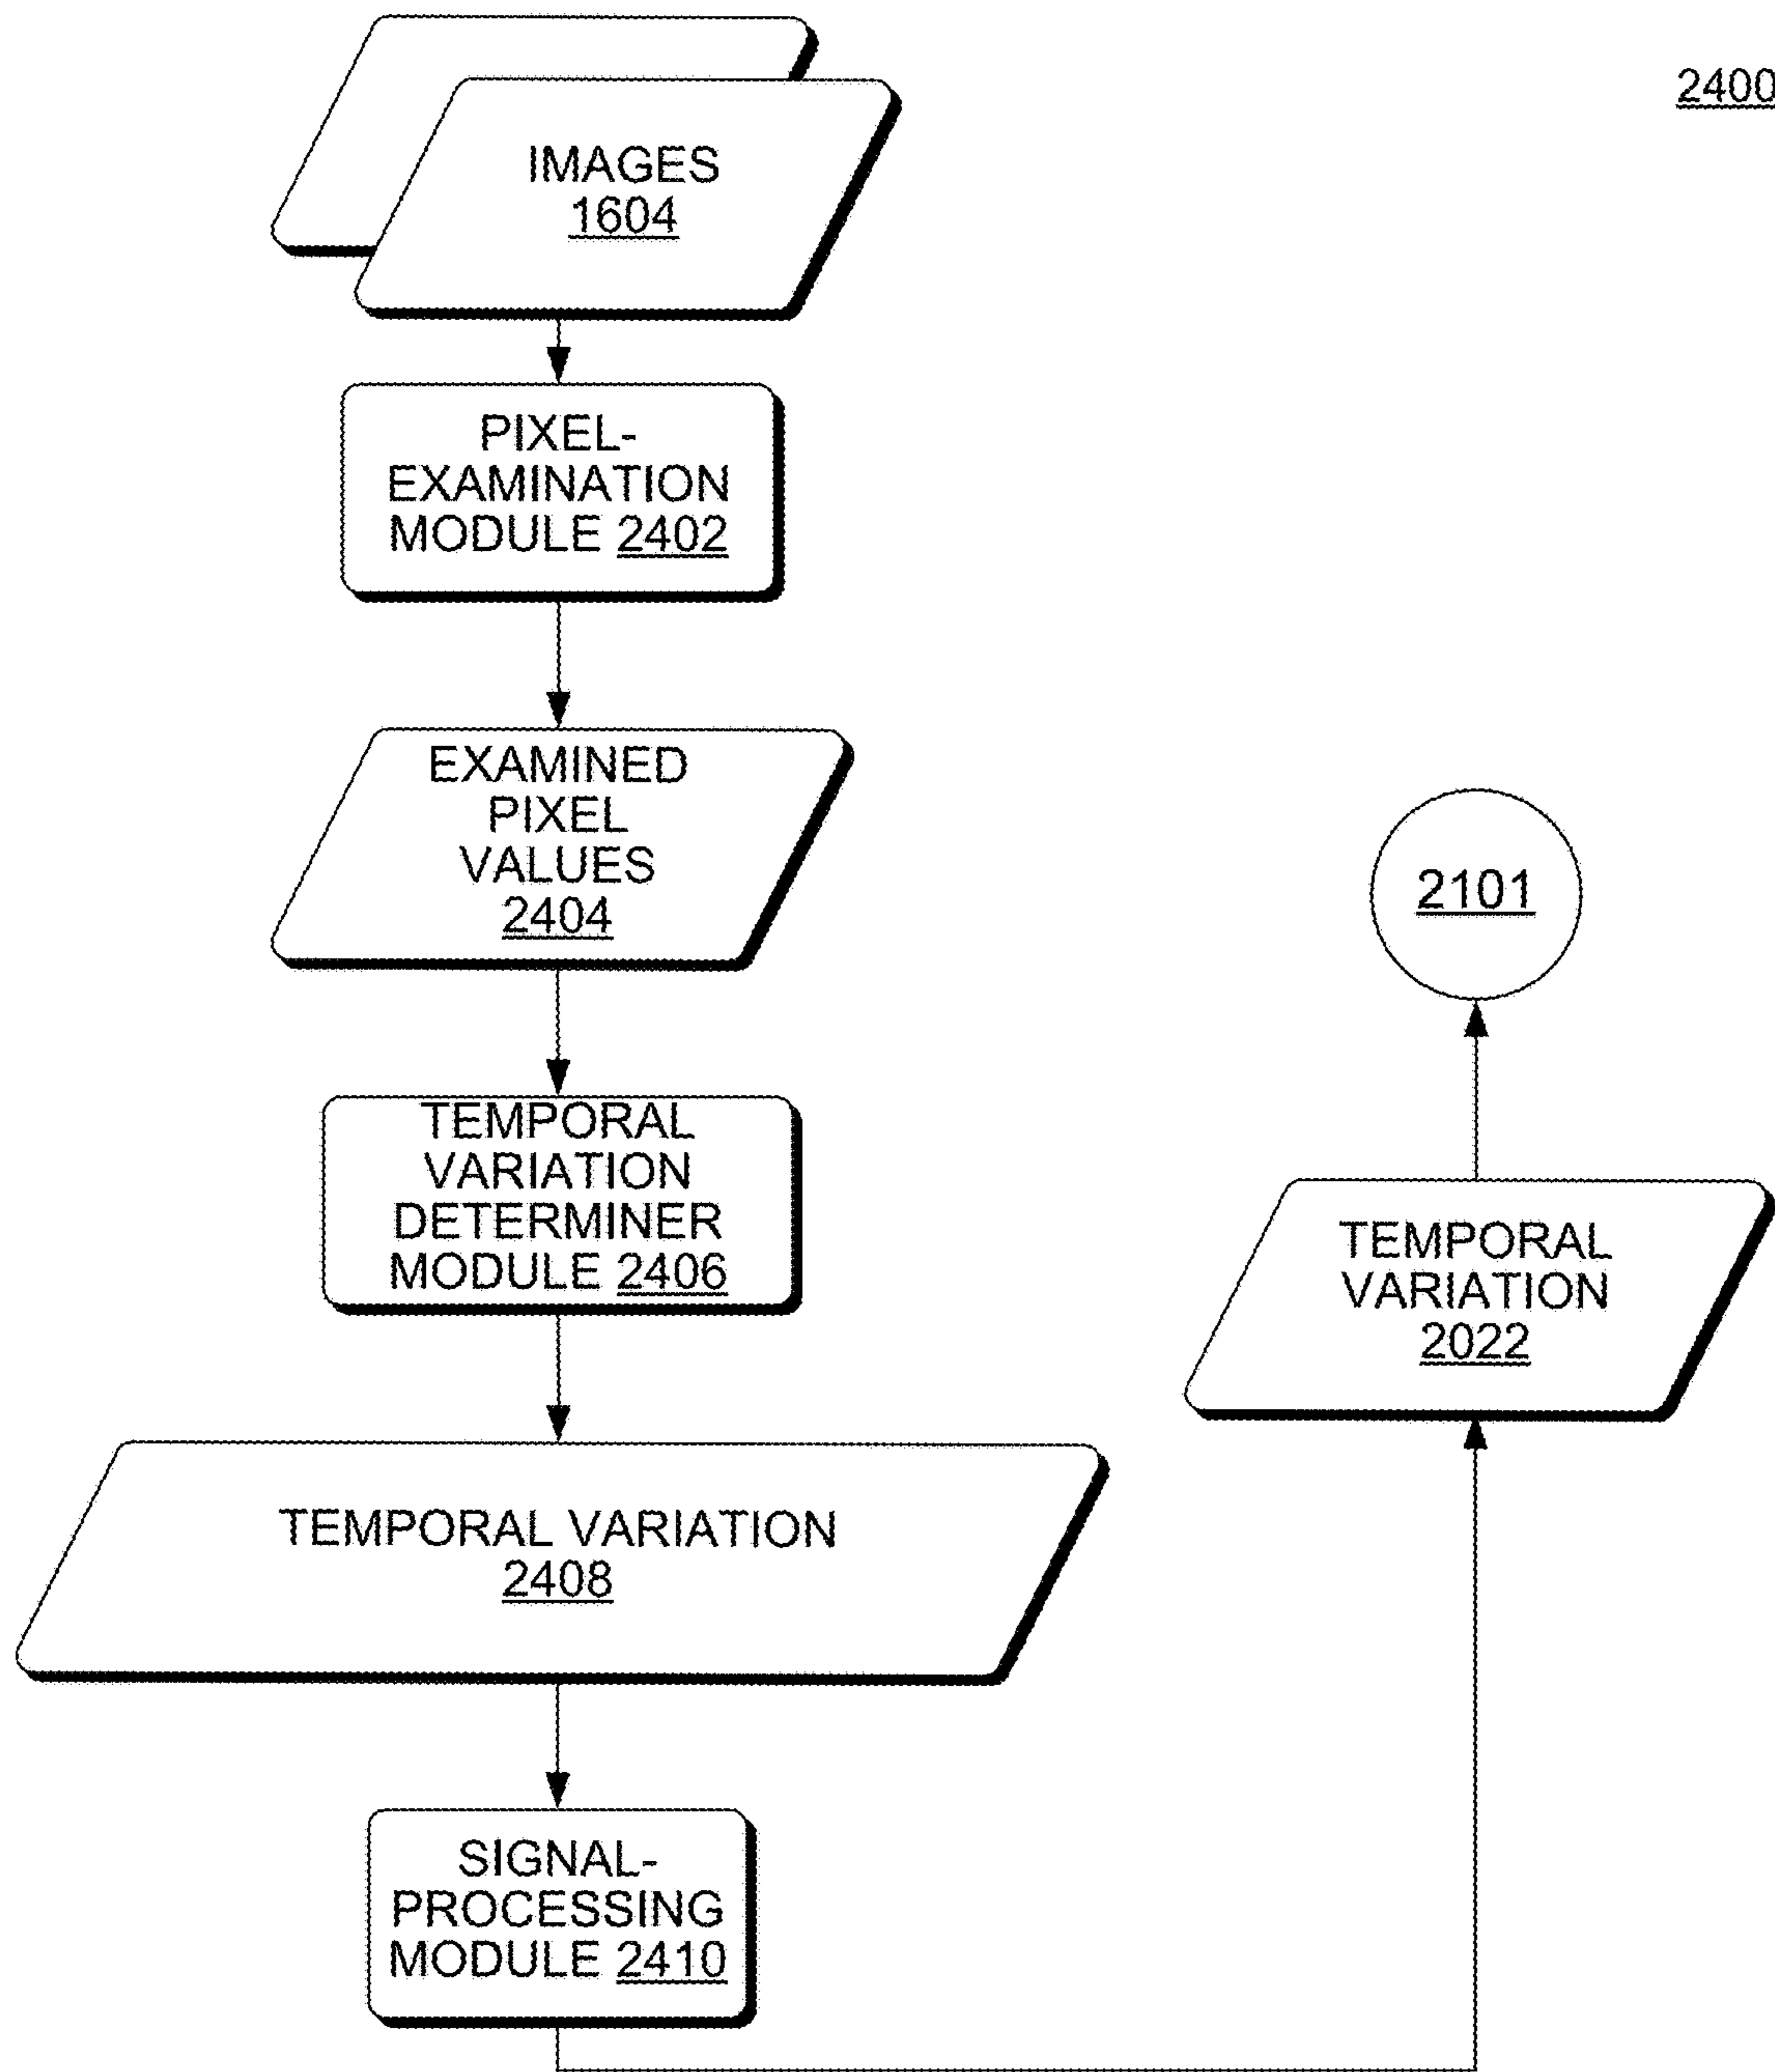 2400
IMAGES
1604
PIXEL-
EXAMINATION
MODULE 2402
EXAMINED
PIXEL
VALUES
2404
TEMPORAL
VARIATION
DETERMINER
MODULE 2406
TEMPORAL VARIATION
2408
SIGNAL-
PROCESSING
MODULE 2410
TEMPORAL
VARIATION
2022
2101